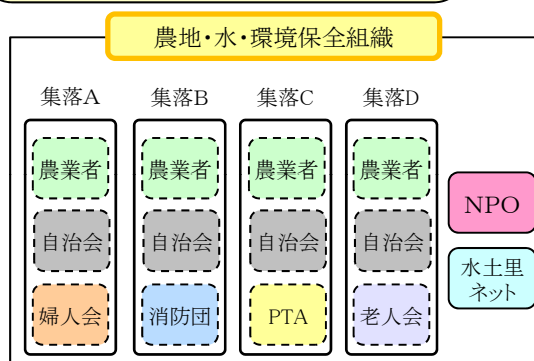 農地・水・環境保全組織
集落A 集落B 集落C 集落D
農業者 農業者 農業者 農業者
自治会 自治会 自治会 自治会
婦人会 消防団 PTA 老人会
NPO
水土里
ネット